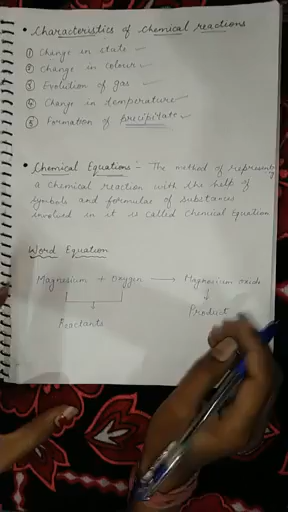 • Characteristics of Chemical reactions
① Change in state ✓
② Change in colour ✓
③ Evolution of gas ✓
④ Change in temperature ✓
⑤ Formation of precipitate ✓
• Chemical Equations :- The method of representing
a chemical reaction with the help of
symbols and formulae of substances
involved in it is called Chemical Equation
Word Equation
Magnesium + Oxygen → Magnesium oxide
Reactants
Product